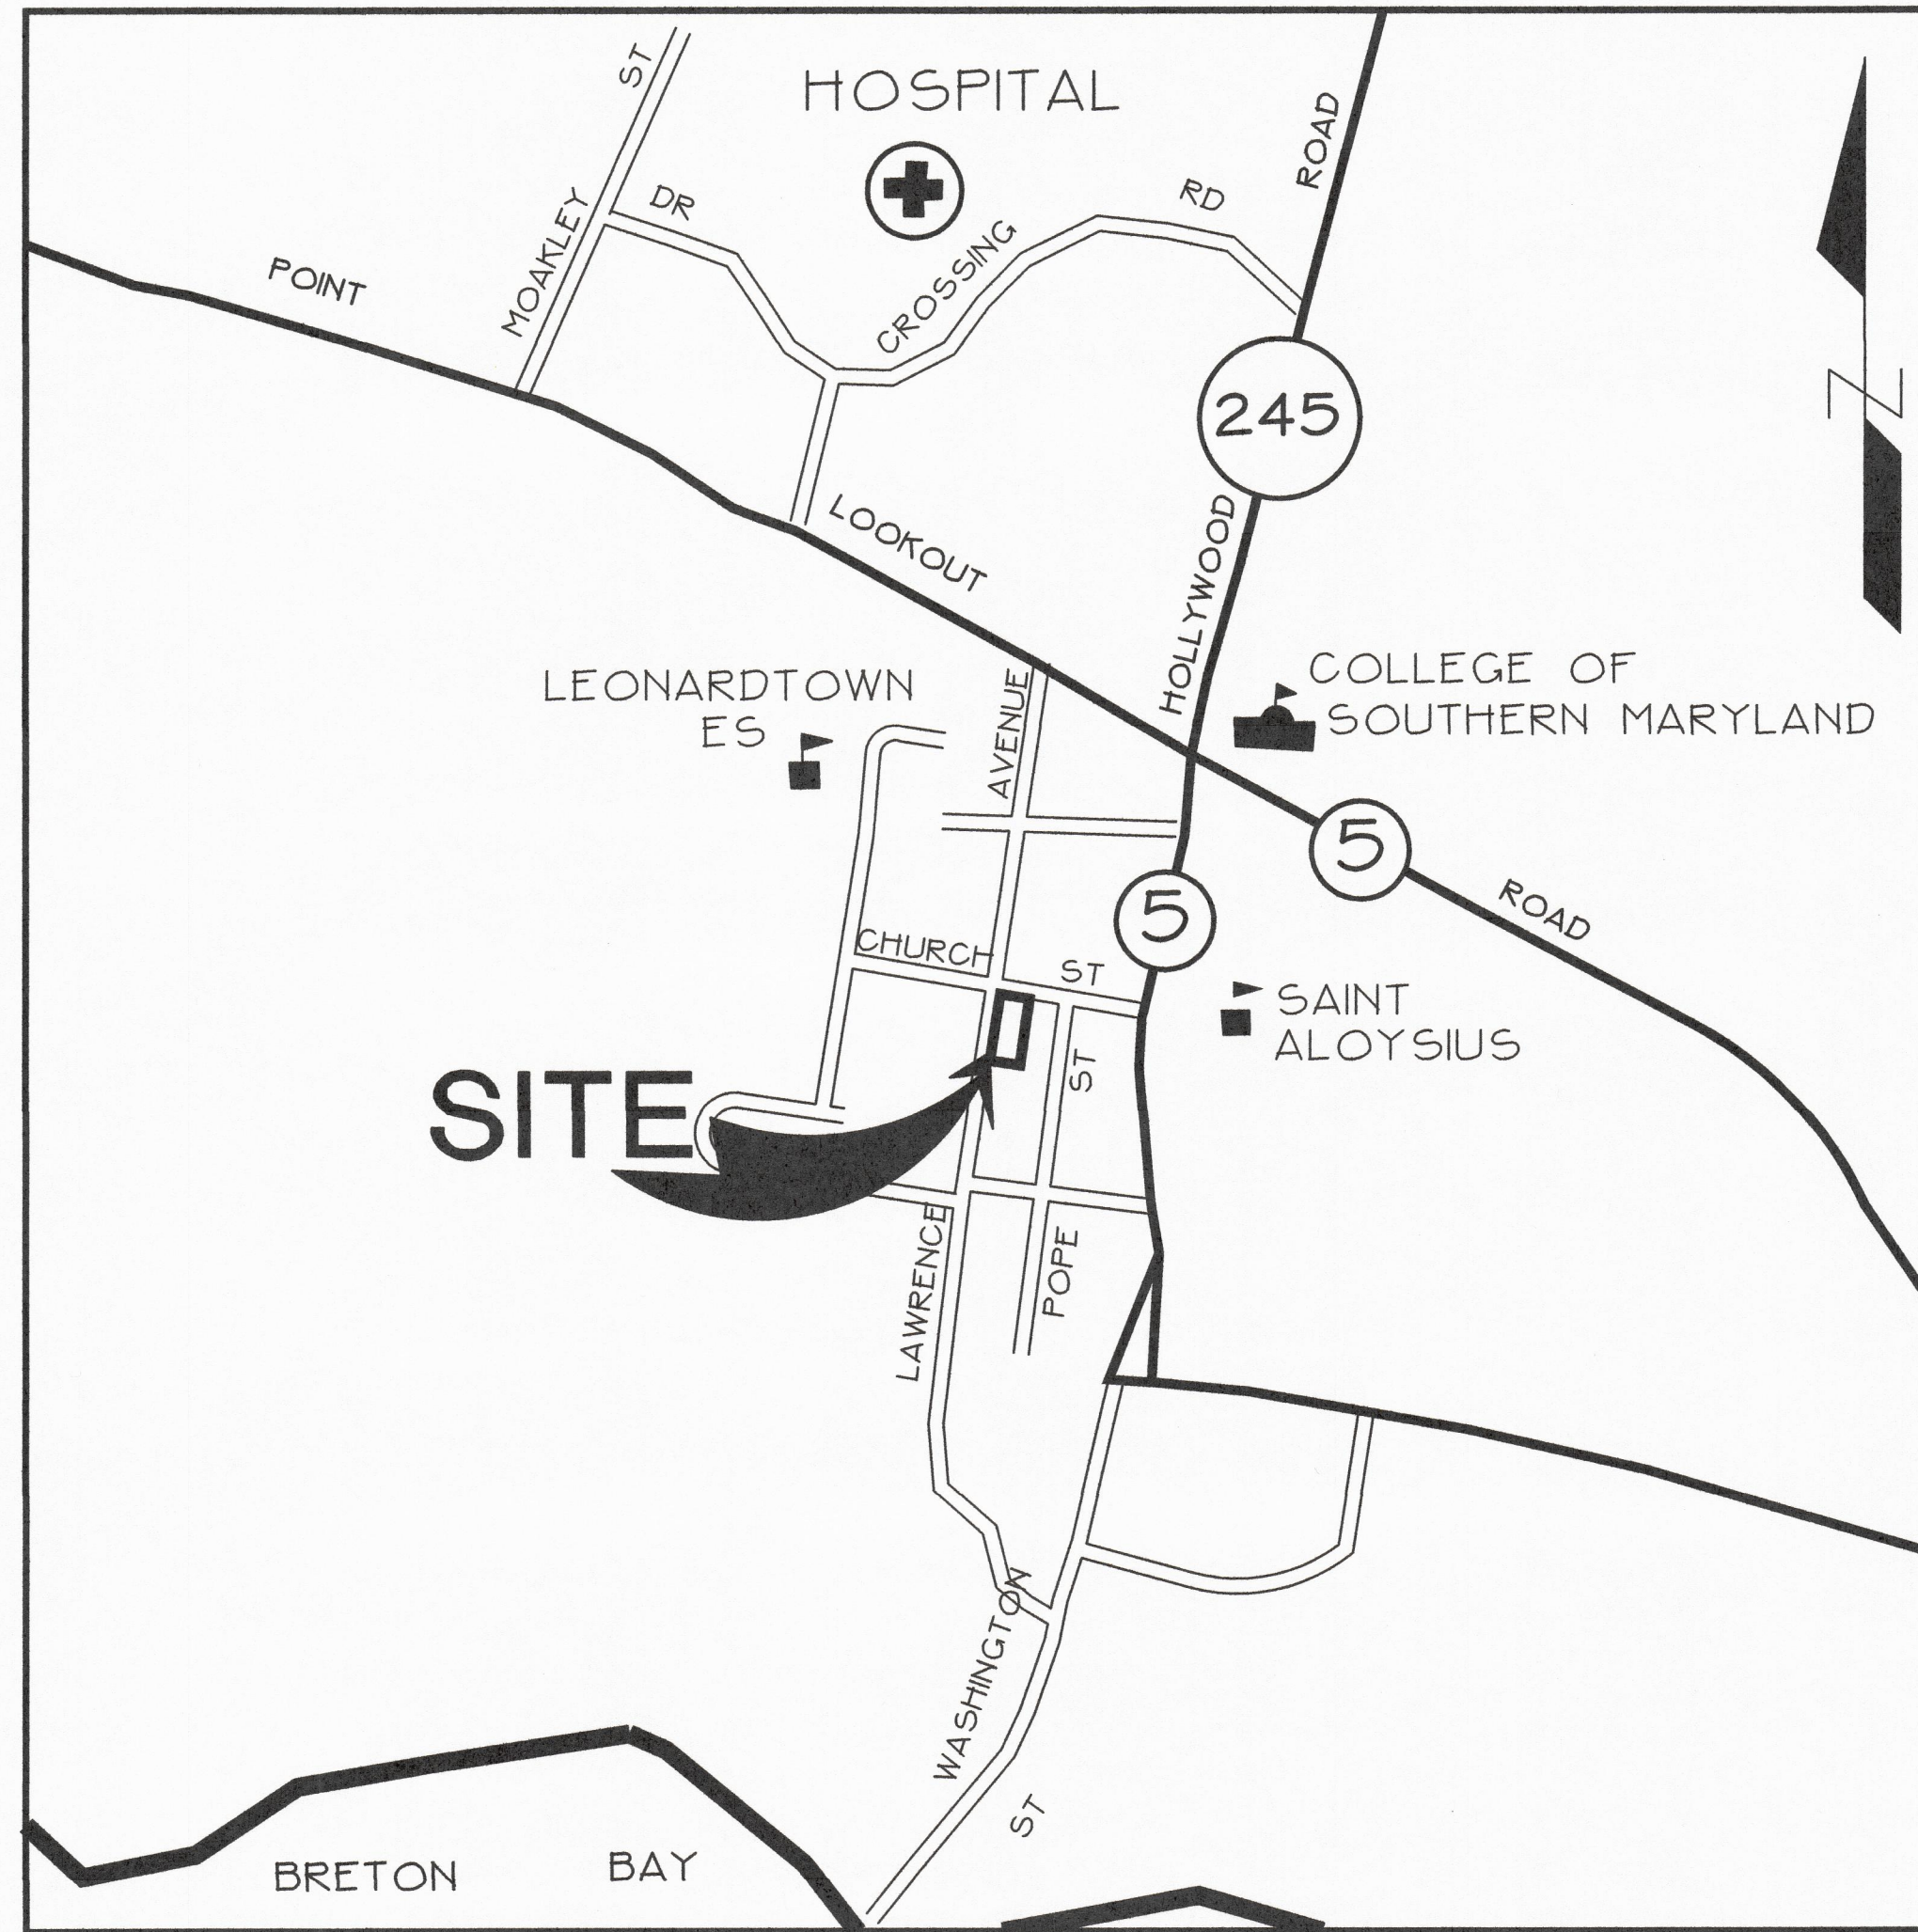 HOSPITAL
MOAKLEY ST
DR
CROSSING RD
HOLLYWOOD ROAD
245
POINT LOOKOUT ROAD
N
LEONARDTOWN
ES
COLLEGE OF
SOUTHERN MARYLAND
5
5
LAWRENCE AVENUE
CHURCH ST
SAINT
ALOYSIUS
SITE
POPE ST
WASHINGTON ST
BRETON BAY